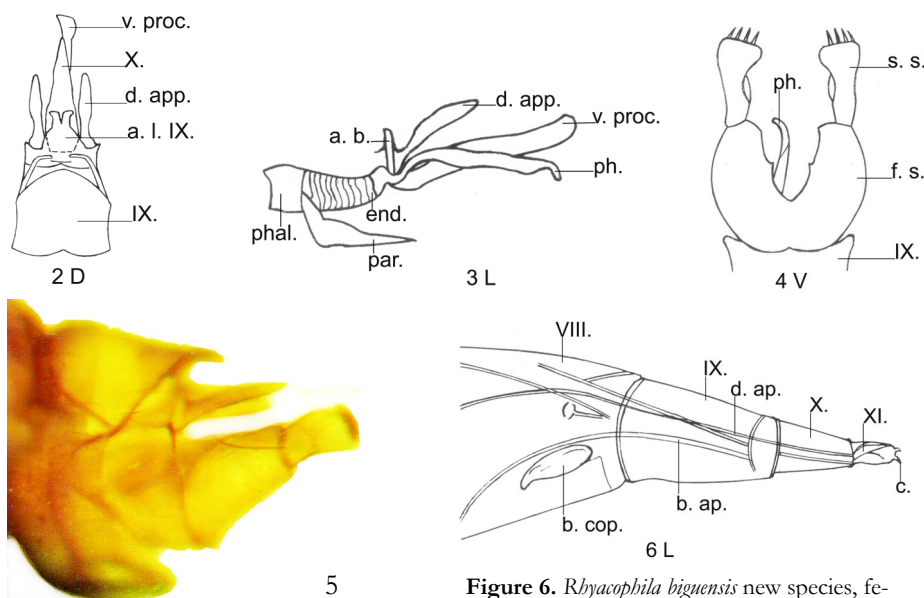 v. proc.
X.
d. app.
a. l. IX.
IX.
2 D
d. app.
a. b.
v. proc.
ph.
end.
phal.
par.
3 L
s. s.
ph.
f. s.
IX.
4 V
5
VIII.
IX.
d. ap.
X.
XI.
c.
b. ap.
b. cop.
6 L
Figure 6. Rhyacophila biguensis new species, fe-